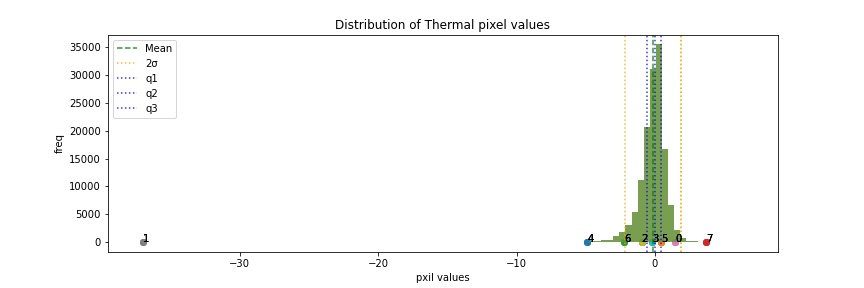 Distribution of Thermal pixel values
Mean
2σ
q1
q2
q3
freq
35000
30000
25000
20000
15000
10000
5000
0
1 4 6 2 3 5 0 7
−30 −20 −10 0
pxil values